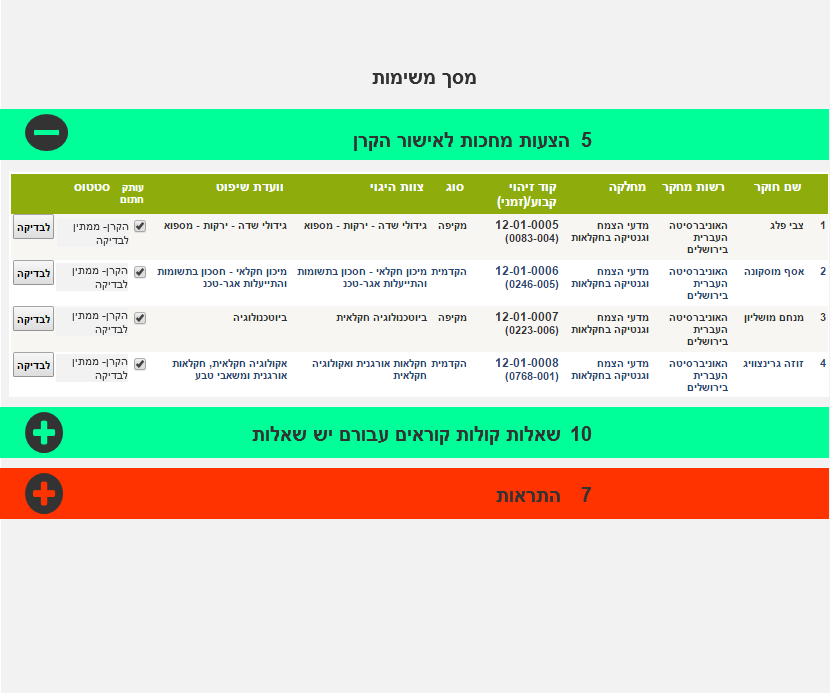 מסך משימות
5 הצעות מחכות לאישור הקרן
שם חוקר רשות מחקר מחלקה קוד זיהוי קבוע/(זמני) סוג צוות היגוי וועדת שיפוט סטטוס עותק חתום
1 צבי פלג האוניברסיטה העברית בירושלים מדעי הצמח וגנטיקה בחקלאות 12-01-0005 (0083-004) מקיפה גידולי שדה - ירקות - מספוא גידולי שדה - ירקות - מספוא הקרן- ממתין לבדיקה לבדיקה
2 אסף מוסקונה האוניברסיטה העברית בירושלים מדעי הצמח וגנטיקה בחקלאות 12-01-0006 (0246-005) הקדמית מיכון חקלאי - חסכון בתשומות והתייעלות אגר-טכנ מיכון חקלאי - חסכון בתשומות והתייעלות אגר-טכנ הקרן- ממתין לבדיקה לבדיקה
3 מנחם מושליון האוניברסיטה העברית בירושלים מדעי הצמח וגנטיקה בחקלאות 12-01-0007 (0223-006) מקיפה ביוטכנולוגיה חקלאית ביוטכנולוגיה הקרן- ממתין לבדיקה לבדיקה
4 זוזה גרינצוויג האוניברסיטה העברית בירושלים מדעי הצמח וגנטיקה בחקלאות 12-01-0008 (0768-001) הקדמית חקלאות אורגנית ואקולוגיה חקלאית אקולוגיה חקלאית, חקלאות אורגנית ומשאבי טבע הקרן- ממתין לבדיקה לבדיקה
10 שאלות קולות קוראים עבורם יש שאלות
7 התראות